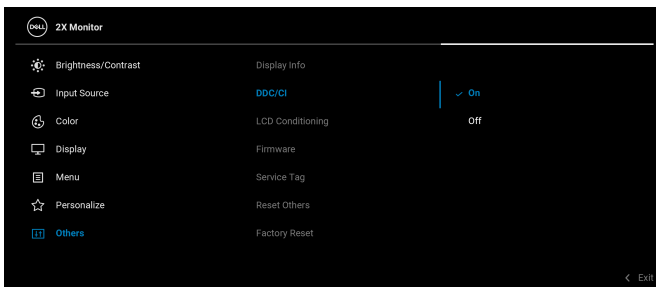 DELL 2X Monitor
Brightness/Contrast Display Info
Input Source DDC/CI ✓ On
Color LCD Conditioning Off
Display Firmware
Menu Service Tag
Personalize Reset Others
Others Factory Reset
< Exit